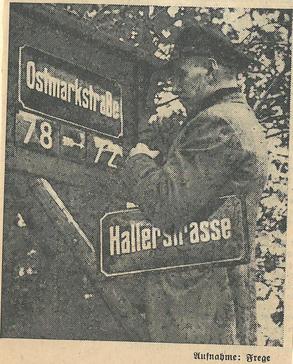 Ostmarkstraße
78 72
Hallerstrasse
Aufnahme: Frege